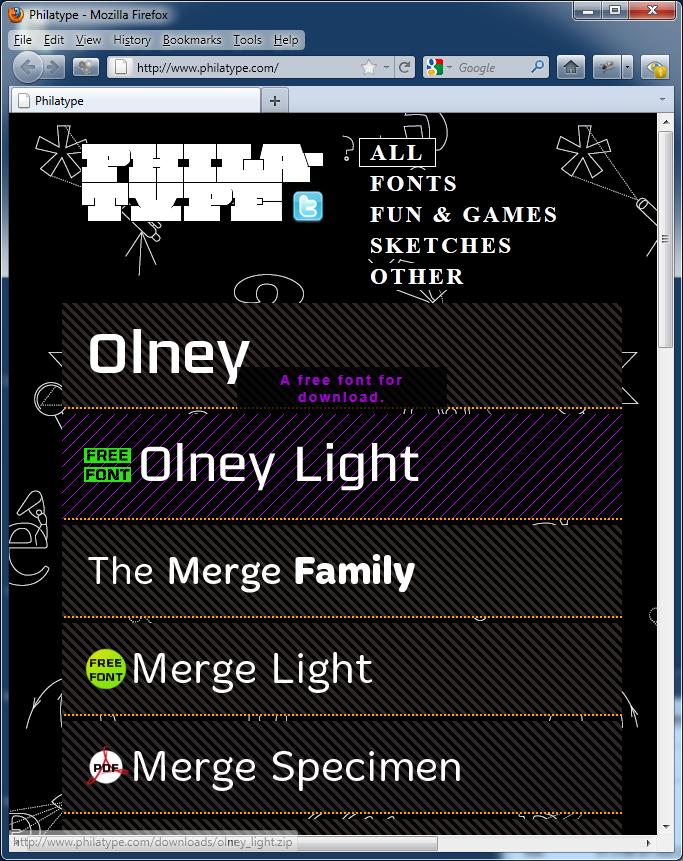 Philatype - Mozilla Firefox
File Edit View History Bookmarks Tools Help
http://www.philatype.com/
Google
Philatype
PHILA-
TYPE
ALL
FONTS
FUN & GAMES
SKETCHES
OTHER
Olney
A free font for
download.
FREE
FONT
Olney Light
The Merge Family
FREE
FONT
Merge Light
PDF
Merge Specimen
http://www.philatype.com/downloads/olney_light.zip